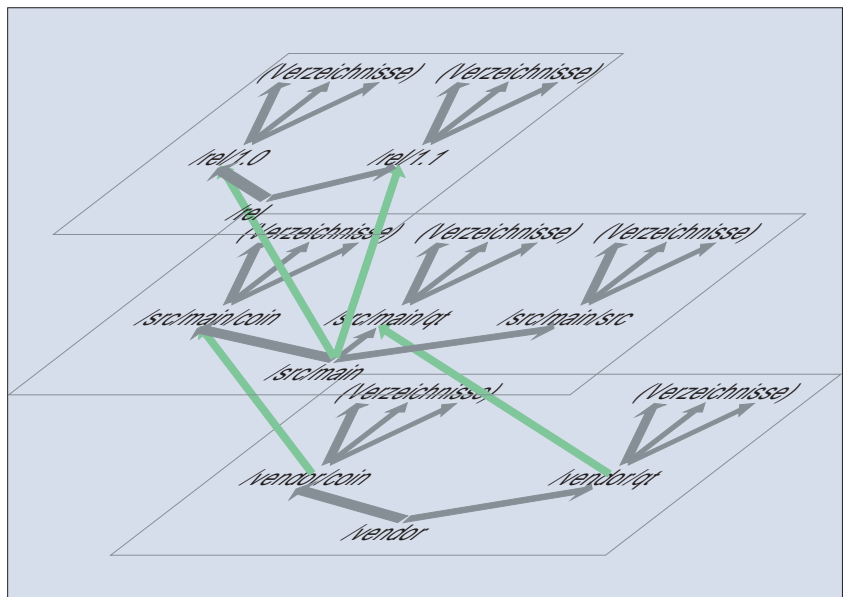 (Verzeichnisse) (Verzeichnisse)
/rel/1.0 /rel/1.1
/rel
(Verzeichnisse) (Verzeichnisse) (Verzeichnisse)
/src/main/coin /src/main/qt /src/main/src
/src/main
(Verzeichnisse) (Verzeichnisse)
/vendor/coin /vendor/qt
/vendor